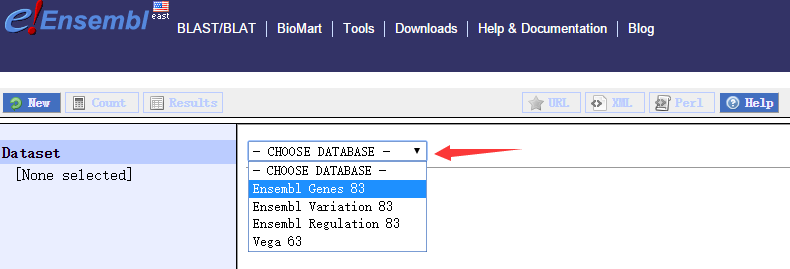 e!Ensembl east
BLAST/BLAT | BioMart | Tools | Downloads | Help & Documentation | Blog
New Count Results URL XML Perl Help
Dataset
[None selected]
- CHOOSE DATABASE -
- CHOOSE DATABASE -
Ensembl Genes 83
Ensembl Variation 83
Ensembl Regulation 83
Vega 63